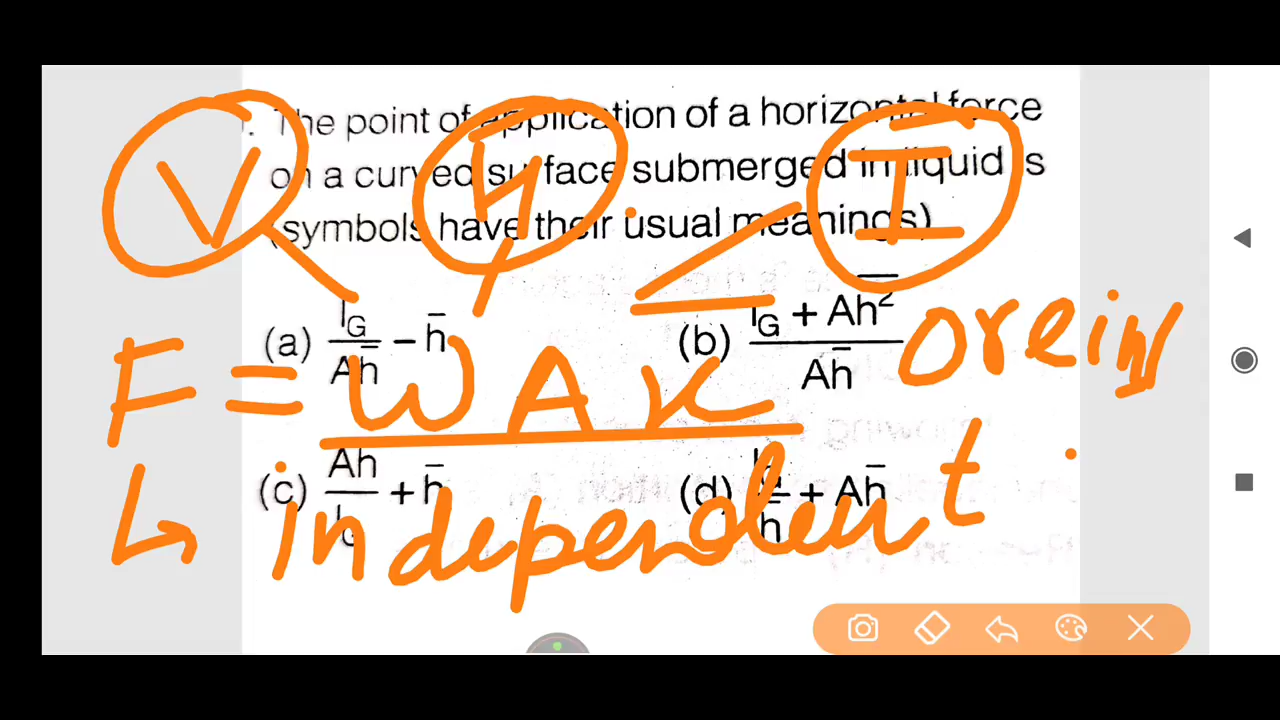 The point of application of a horizontal force
on a curved surface submerged in liquid is
(symbols have their usual meanings)
V H I
(a) I_G/Ah̄ − h̄ (b) (I_G + Ah̄²)/Ah̄
F = W A x
orein
(c) Ah̄/I_G + h̄ (d) I_G/h̄ + Ah̄
↳ independent